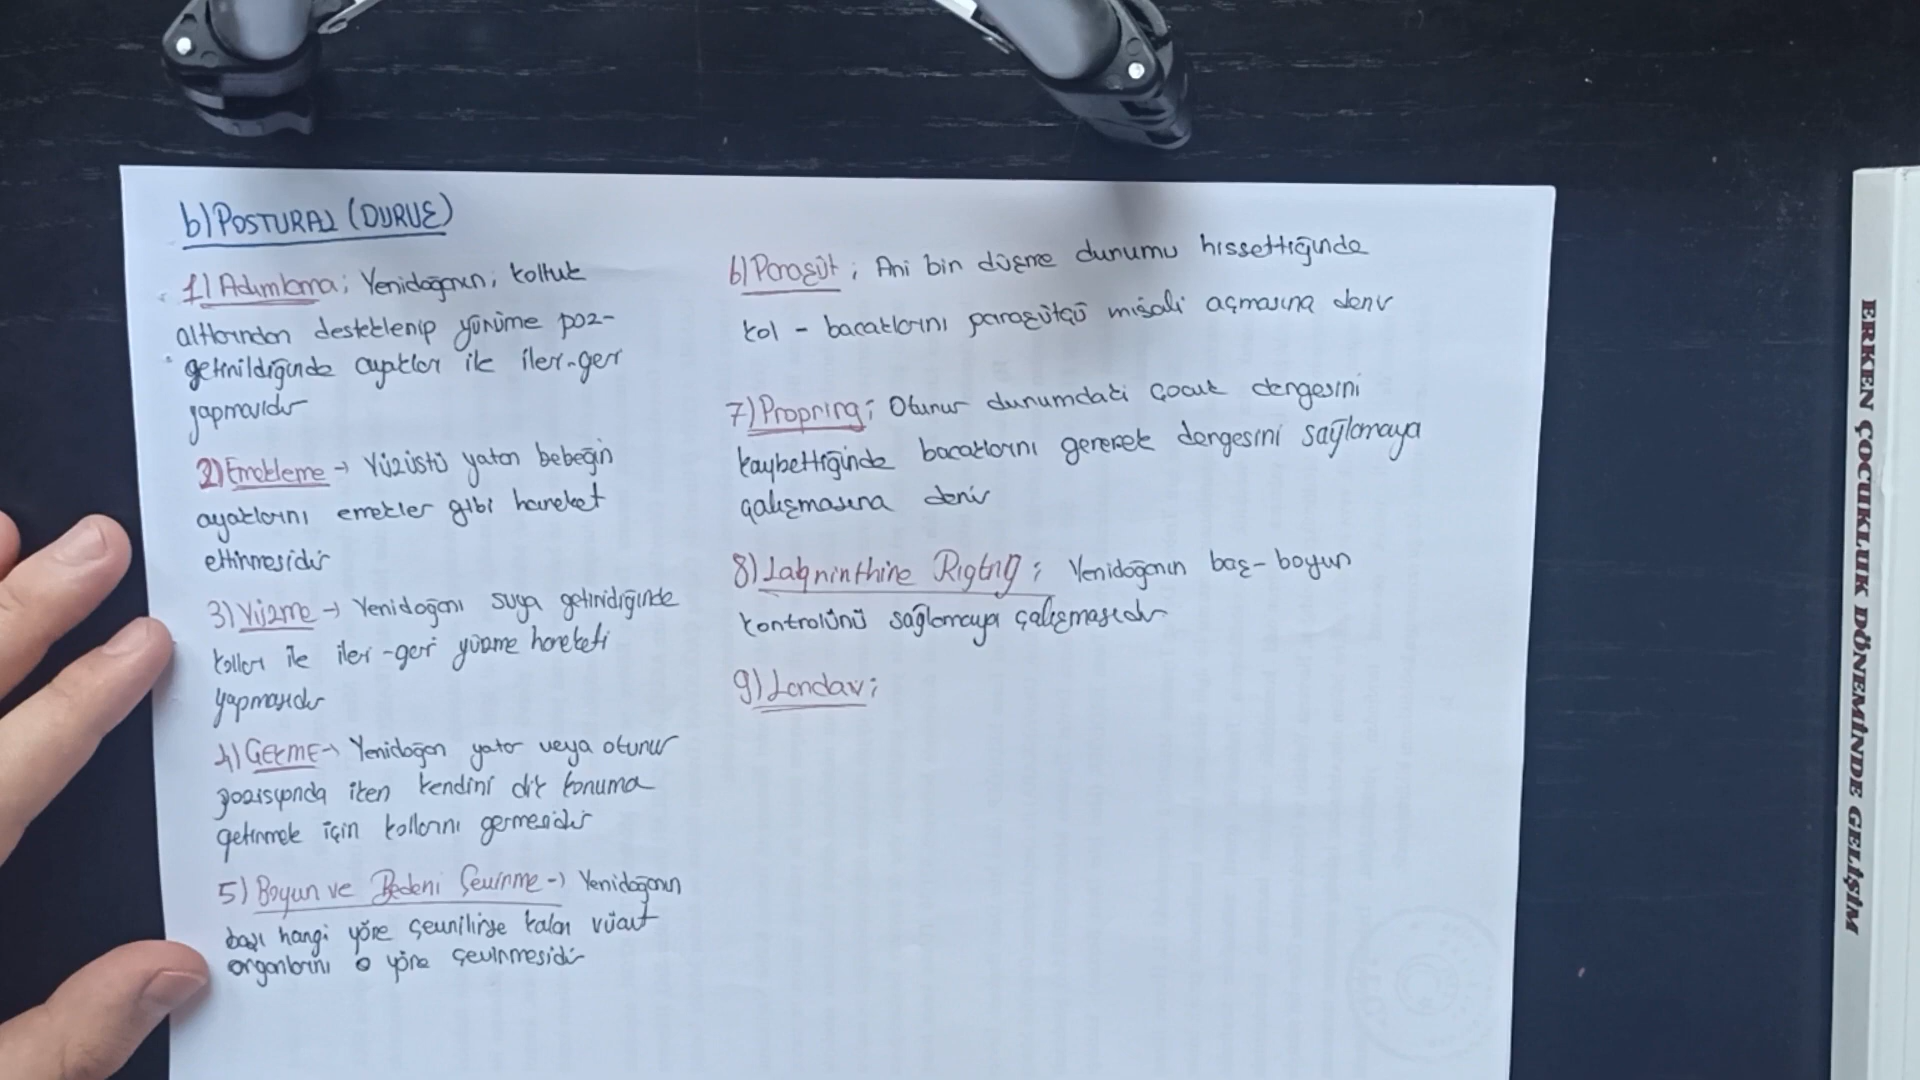 b) POSTURAL (DURUŞ)
1) Adımlama; Yenidoğanın; koltuk
altlarından desteklenip yürüme poz-
getirildiğinde ayaklar ile ileri-geri
yapmasıdır
2) Emekleme → Yüzüstü yatan bebeğin
ayaklarını emekler gibi hareket
ettirmesidir
3) Yüzme → Yenidoğanı suya getirildiğinde
kolları ile ileri-geri yüzme hareketi
yapmasıdır
4) Germe → Yenidoğan yatar veya oturur
pozisyonda iken kendini dik konuma
getirmek için kollarını germesidir
5) Boyun ve Bedeni Çevirme → Yenidoğanın
başı hangi yöne çevrilirse kalan vücut
organlarını o yöne çevirmesidir
6) Paraşüt; Ani bir düşme durumu hissettiğinde
kol - bacaklarını paraşütçü misali açmasına denir
7) Propring; Oturur durumdaki çocuk dengesini
kaybettiğinde bacaklarını gererek dengesini sağlamaya
çalışmasına denir
8) Labrinthine Rigtng; Yenidoğanın baş-boyun
kontrolünü sağlamaya çalışmasıdır
9) Landav;
ERKEN ÇOCUKLUK DÖNEMİNDE GELİŞİM